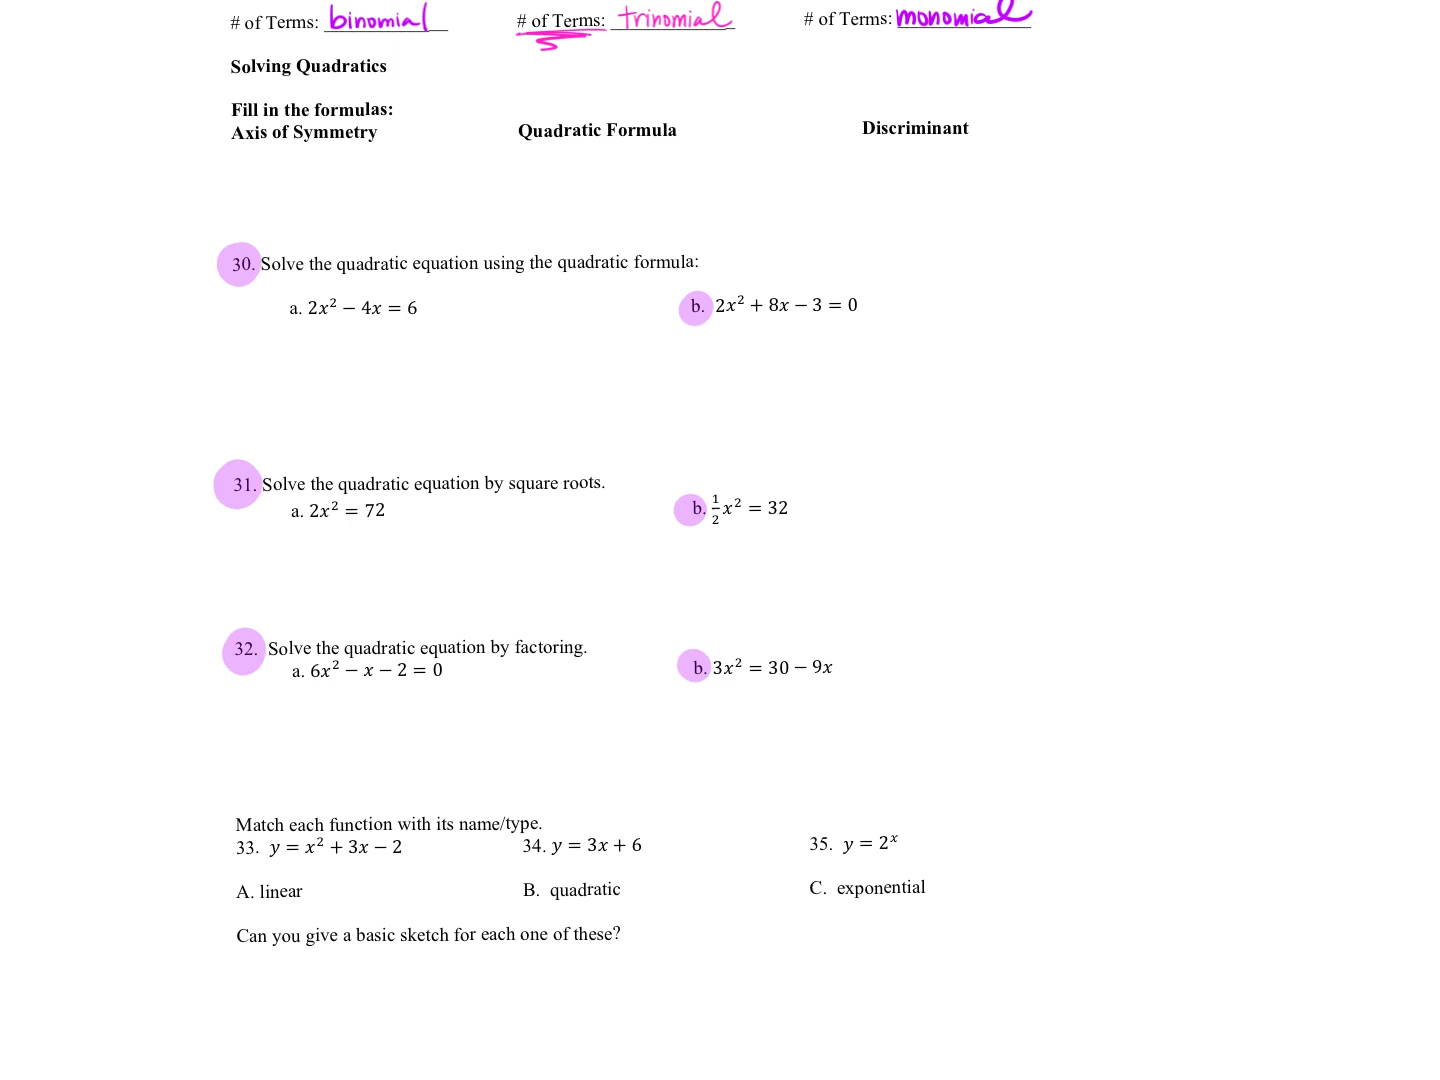 # of Terms: binomial # of Terms: trinomial # of Terms: monomial
Solving Quadratics
Fill in the formulas:
Axis of Symmetry Quadratic Formula Discriminant
30. Solve the quadratic equation using the quadratic formula:
a. 2x² − 4x = 6 b. 2x² + 8x − 3 = 0
31. Solve the quadratic equation by square roots.
a. 2x² = 72 b. 1/2 x² = 32
32. Solve the quadratic equation by factoring.
a. 6x² − x − 2 = 0 b. 3x² = 30 − 9x
Match each function with its name/type.
33. y = x² + 3x − 2 34. y = 3x + 6 35. y = 2ˣ
A. linear B. quadratic C. exponential
Can you give a basic sketch for each one of these?